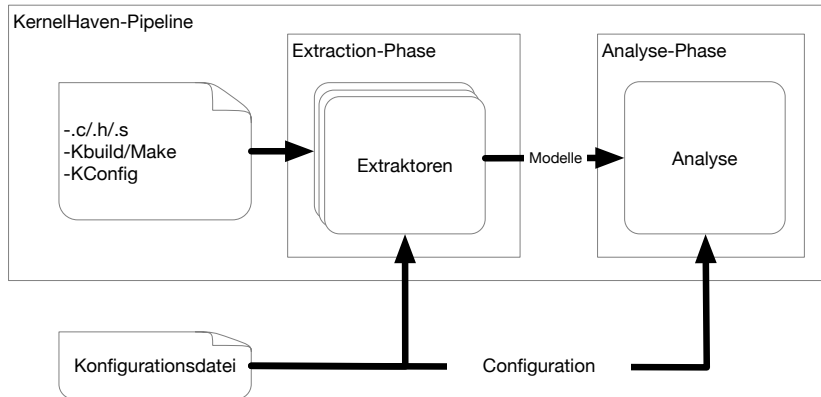 KernelHaven-Pipeline
Extraction-Phase
Analyse-Phase
-.c/.h/.s
-Kbuild/Make
-KConfig
Extraktoren
Modelle
Analyse
Konfigurationsdatei
Configuration